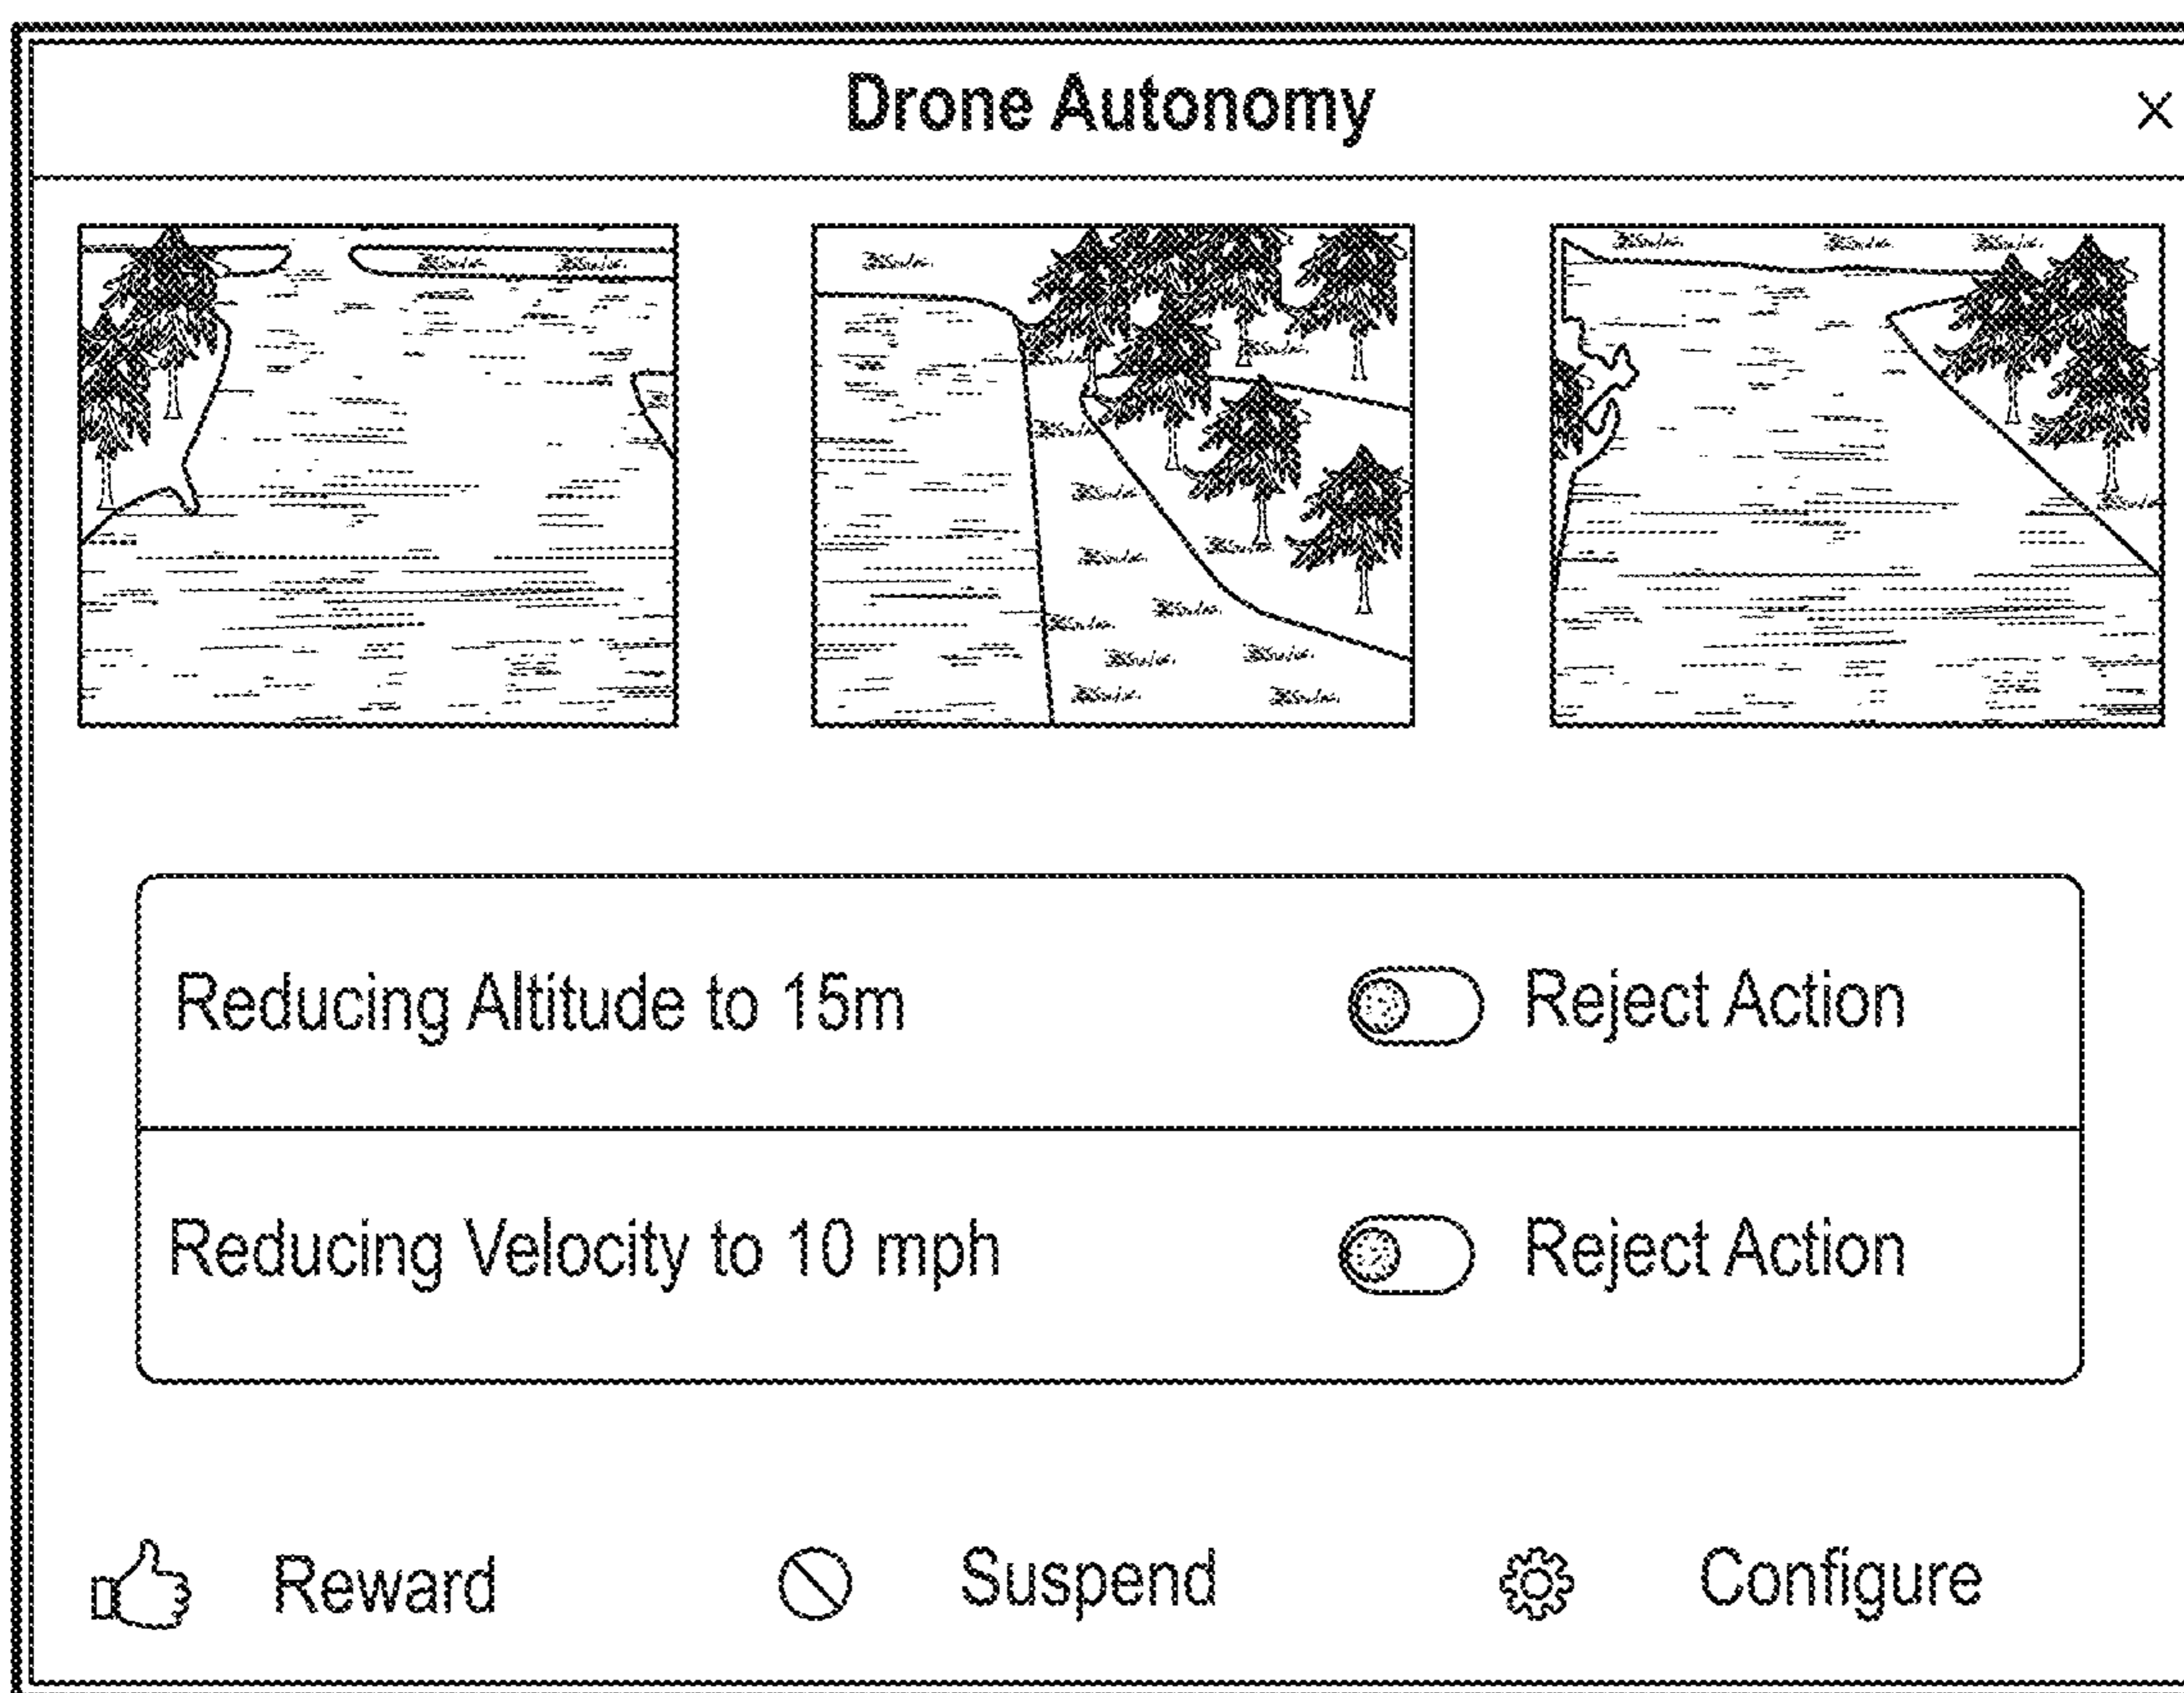 Drone Autonomy
Reducing Altitude to 15m Reject Action
Reducing Velocity to 10 mph Reject Action
Reward Suspend Configure